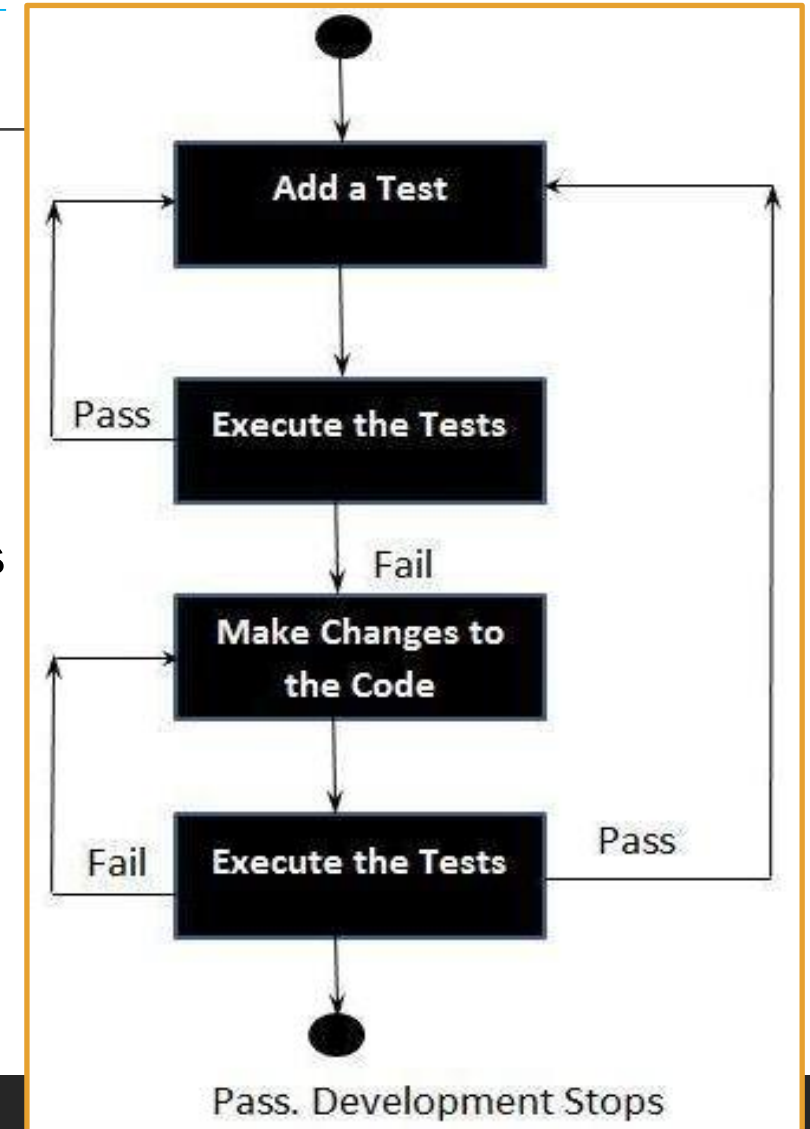 Add a Test
Pass
Execute the Tests
Fail
Make Changes to
the Code
Fail
Execute the Tests
Pass
Pass. Development Stops